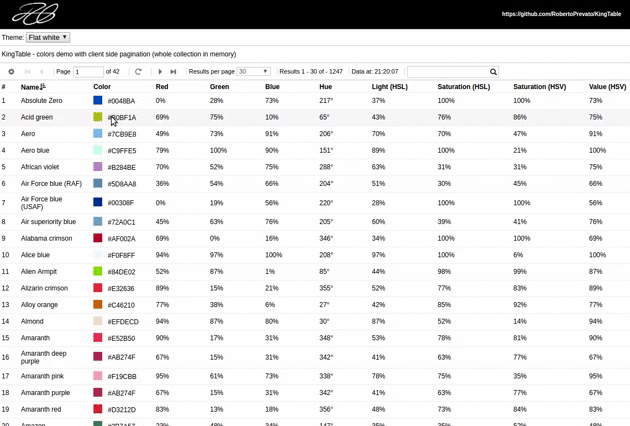 https://github.com/RobertoPrevato/KingTable
Theme: Flat white
KingTable - colors demo with client side pagination (whole collection in memory)
Page 1 of 42 Results per page 30 Results 1 - 30 of - 1247 Data at: 21:20:07
# Name Color Red Green Blue Hue Light (HSL) Saturation (HSL) Saturation (HSV) Value (HSV)
1 Absolute Zero #0048BA 0% 28% 73% 217° 37% 100% 100% 73%
2 Acid green 0BF1A 69% 75% 10% 65° 43% 76% 86% 75%
3 Aero #7CB9E8 49% 73% 91% 206° 70% 70% 47% 91%
4 Aero blue #C9FFE5 79% 100% 90% 151° 89% 100% 21% 100%
5 African violet #B284BE 70% 52% 75% 288° 63% 31% 31% 75%
6 Air Force blue (RAF) #5D8AA8 36% 54% 66% 204° 51% 30% 45% 66%
7 Air Force blue (USAF) #00308F 0% 19% 56% 220° 28% 100% 100% 56%
8 Air superiority blue #72A0C1 45% 63% 76% 205° 60% 39% 41% 76%
9 Alabama crimson #AF002A 69% 0% 16% 346° 34% 100% 100% 69%
10 Alice blue #F0F8FF 94% 97% 100% 208° 97% 100% 6% 100%
11 Alien Armpit #84DE02 52% 87% 1% 85° 44% 98% 99% 87%
12 Alizarin crimson #E32636 89% 15% 21% 355° 52% 77% 83% 89%
13 Alloy orange #C46210 77% 38% 6% 27° 42% 85% 92% 77%
14 Almond #EFDECD 94% 87% 80% 30° 87% 52% 14% 94%
15 Amaranth #E52B50 90% 17% 31% 348° 53% 78% 81% 90%
16 Amaranth deep purple #AB274F 67% 15% 31% 342° 41% 63% 77% 67%
17 Amaranth pink #F19CBB 95% 61% 73% 338° 78% 75% 35% 95%
18 Amaranth purple #AB274F 67% 15% 31% 342° 41% 63% 77% 67%
19 Amaranth red #D3212D 83% 13% 18% 356° 48% 73% 84% 83%
20 Amazon